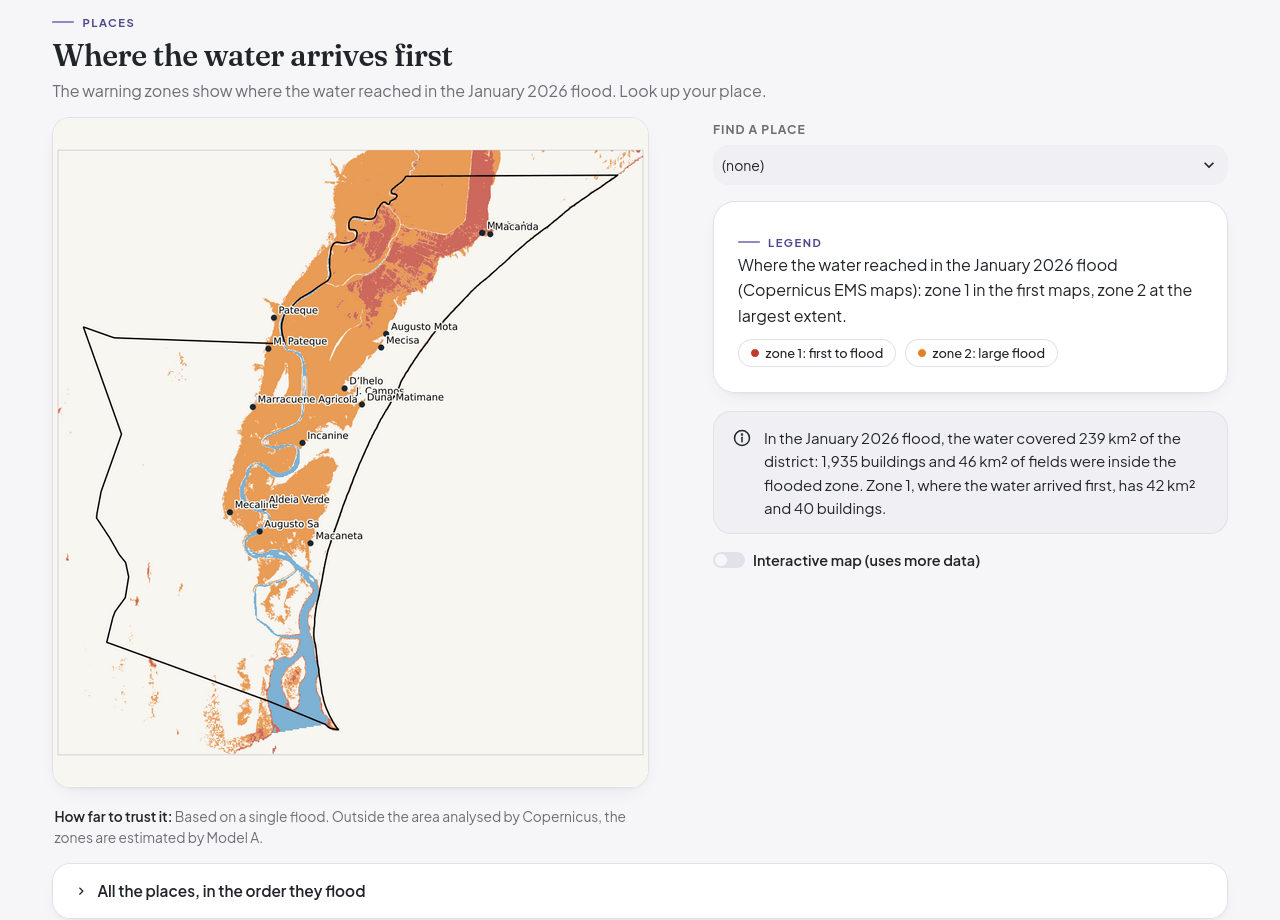 PLACES
Where the water arrives first
The warning zones show where the water reached in the January 2026 flood. Look up your place.
Macanda
Pateque
M. Pateque
Augusto Mota
Mecisa
D'Ihelo
J. Campos
Duna Matimane
Marracuene Agricola
Incanine
Aldeia Verde
Mecaline
Augusto Sa
Macaneta
How far to trust it: Based on a single flood. Outside the area analysed by Copernicus, the
zones are estimated by Model A.
FIND A PLACE
(none)
LEGEND
Where the water reached in the January 2026 flood
(Copernicus EMS maps): zone 1 in the first maps, zone 2 at the
largest extent.
zone 1: first to flood
zone 2: large flood
In the January 2026 flood, the water covered 239 km² of the
district: 1,935 buildings and 46 km² of fields were inside the
flooded zone. Zone 1, where the water arrived first, has 42 km²
and 40 buildings.
Interactive map (uses more data)
All the places, in the order they flood